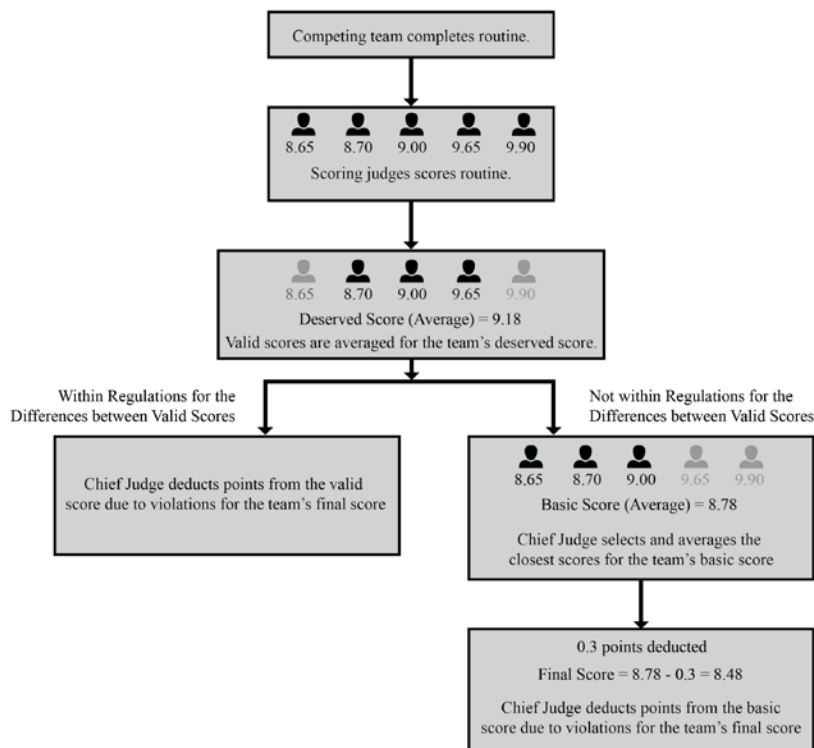 Competing team completes routine.
8.65 8.70 9.00 9.65 9.90
Scoring judges scores routine.
8.65 8.70 9.00 9.65 9.90
Deserved Score (Average) = 9.18
Valid scores are averaged for the team's deserved score.
Within Regulations for the
Differences between Valid Scores
Not within Regulations for the
Differences between Valid Scores
Chief Judge deducts points from the valid
score due to violations for the team's final score
8.65 8.70 9.00 9.65 9.90
Basic Score (Average) = 8.78
Chief Judge selects and averages the
closest scores for the team's basic score
0.3 points deducted
Final Score = 8.78 - 0.3 = 8.48
Chief Judge deducts points from the basic
score due to violations for the team's final score